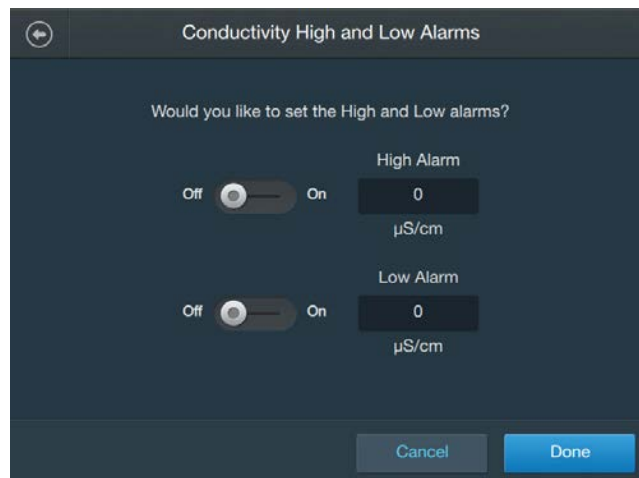 Conductivity High and Low Alarms
Would you like to set the High and Low alarms?
High Alarm
Off On 0
µS/cm
Low Alarm
Off On 0
µS/cm
Cancel Done